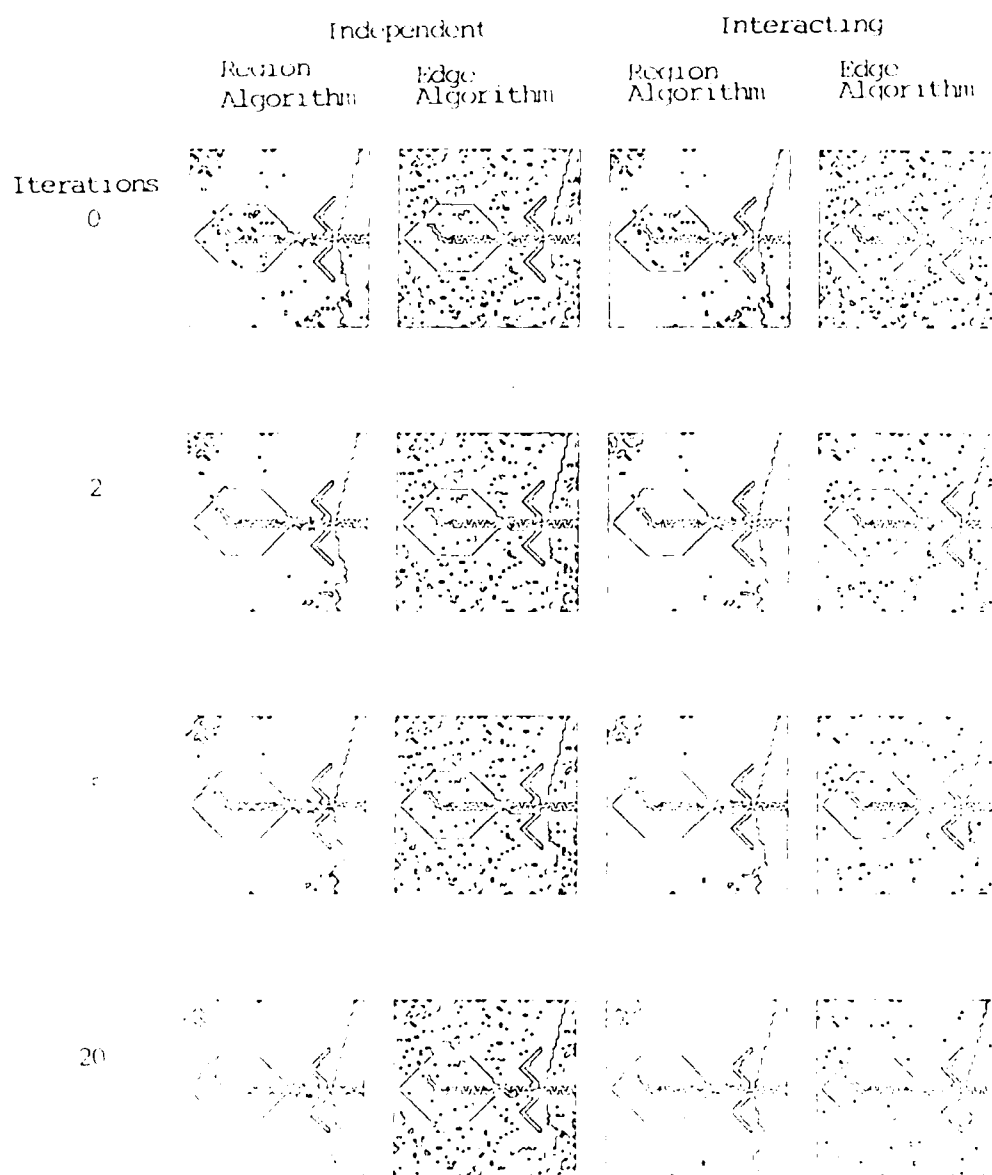 Independent
Interacting
Region
Algorithm
Edge
Algorithm
Region
Algorithm
Edge
Algorithm
Iterations
0
2
20